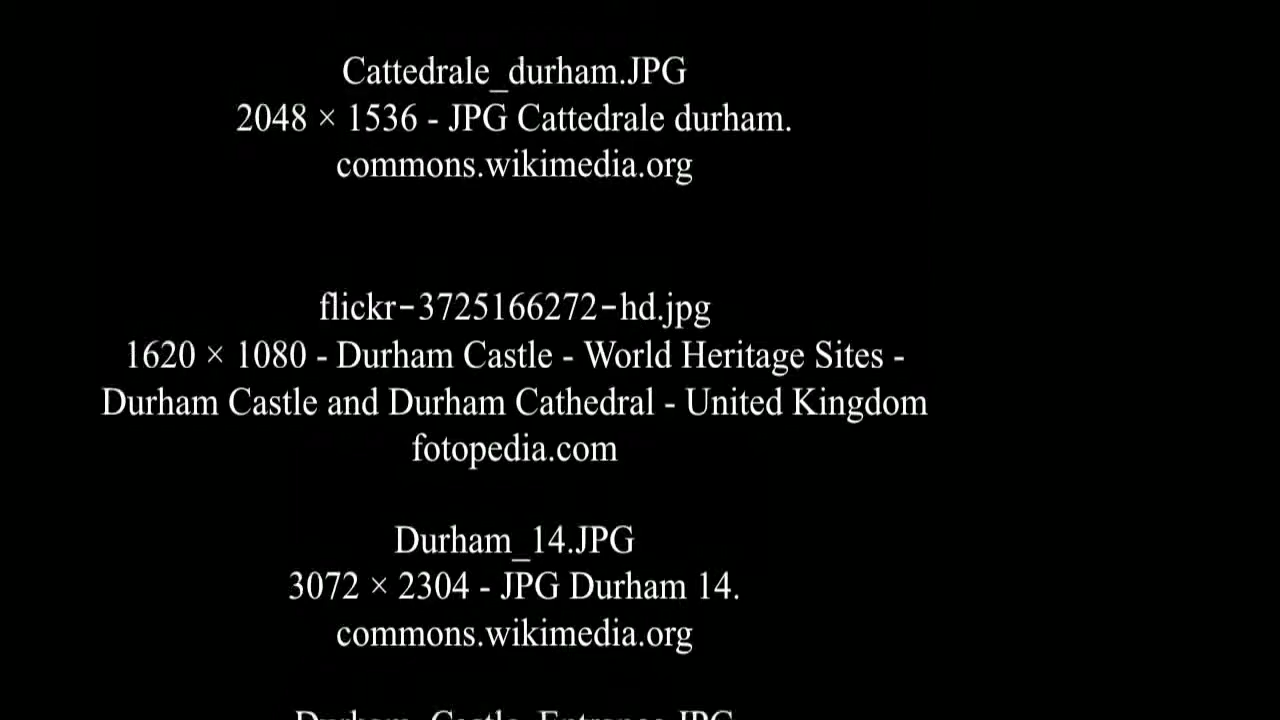 Cattedrale_durham.JPG
2048 × 1536 - JPG Cattedrale durham.
commons.wikimedia.org
flickr-3725166272-hd.jpg
1620 × 1080 - Durham Castle - World Heritage Sites -
Durham Castle and Durham Cathedral - United Kingdom
fotopedia.com
Durham_14.JPG
3072 × 2304 - JPG Durham 14.
commons.wikimedia.org
Durham_Castle_Entrance.JPG